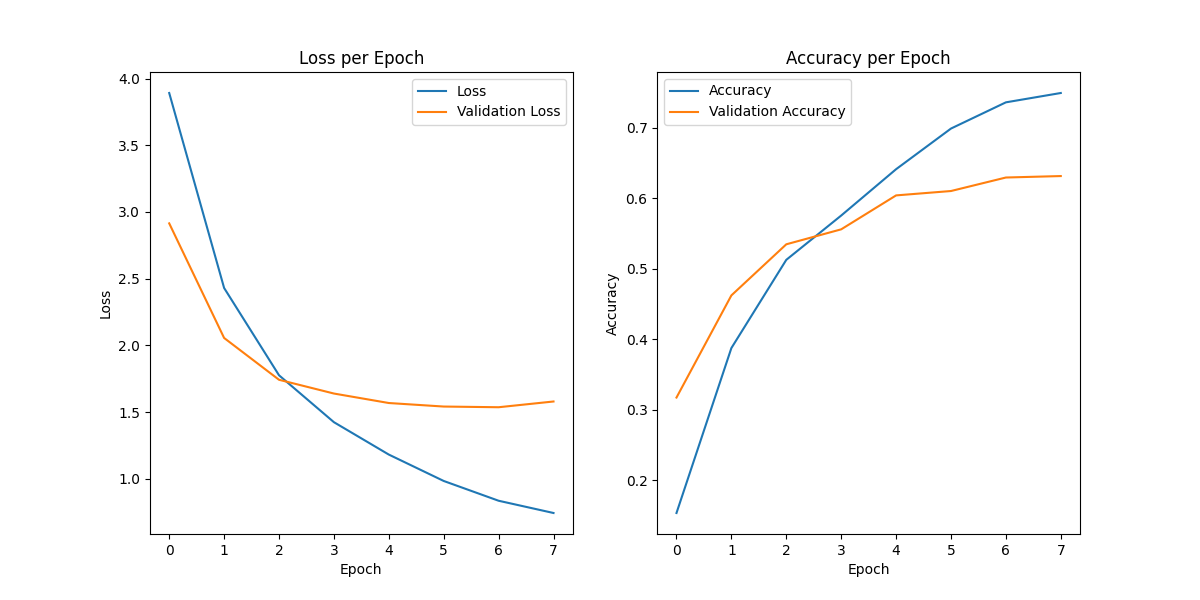 Loss per Epoch
4.0
3.5
3.0
2.5
2.0
1.5
1.0
Loss
Loss
Validation Loss
0 1 2 3 4 5 6 7
Epoch
Accuracy per Epoch
0.7
0.6
0.5
0.4
0.3
0.2
Accuracy
Accuracy
Validation Accuracy
0 1 2 3 4 5 6 7
Epoch